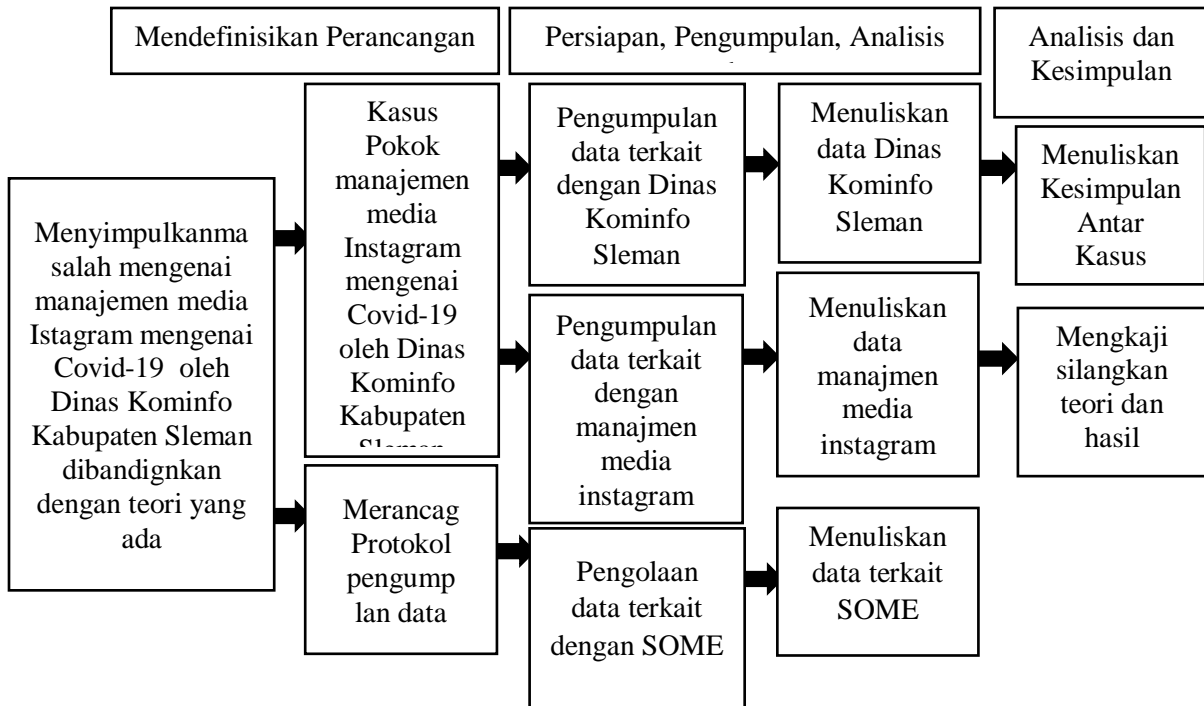 Mendefinisikan Perancangan
Persiapan, Pengumpulan, Analisis
Analisis dan
Kesimpulan
Menyimpulkanma
salah mengenai
manajemen media
Istagram mengenai
Covid-19 oleh
Dinas Kominfo
Kabupaten Sleman
dibandignkan
dengan teori yang
ada
Kasus
Pokok
manajemen
media
Instagram
mengenai
Covid-19
oleh Dinas
Kominfo
Kabupaten
Sleman
Merancag
Protokol
pengump
lan data
Pengumpulan
data terkait
dengan Dinas
Kominfo
Sleman
Pengumpulan
data terkait
dengan
manajmen
media
instagram
Pengolaan
data terkait
dengan SOME
Menuliskan
data Dinas
Kominfo
Sleman
Menuliskan
data
manajmen
media
instagram
Menuliskan
data terkait
SOME
Menuliskan
Kesimpulan
Antar
Kasus
Mengkaji
silangkan
teori dan
hasil